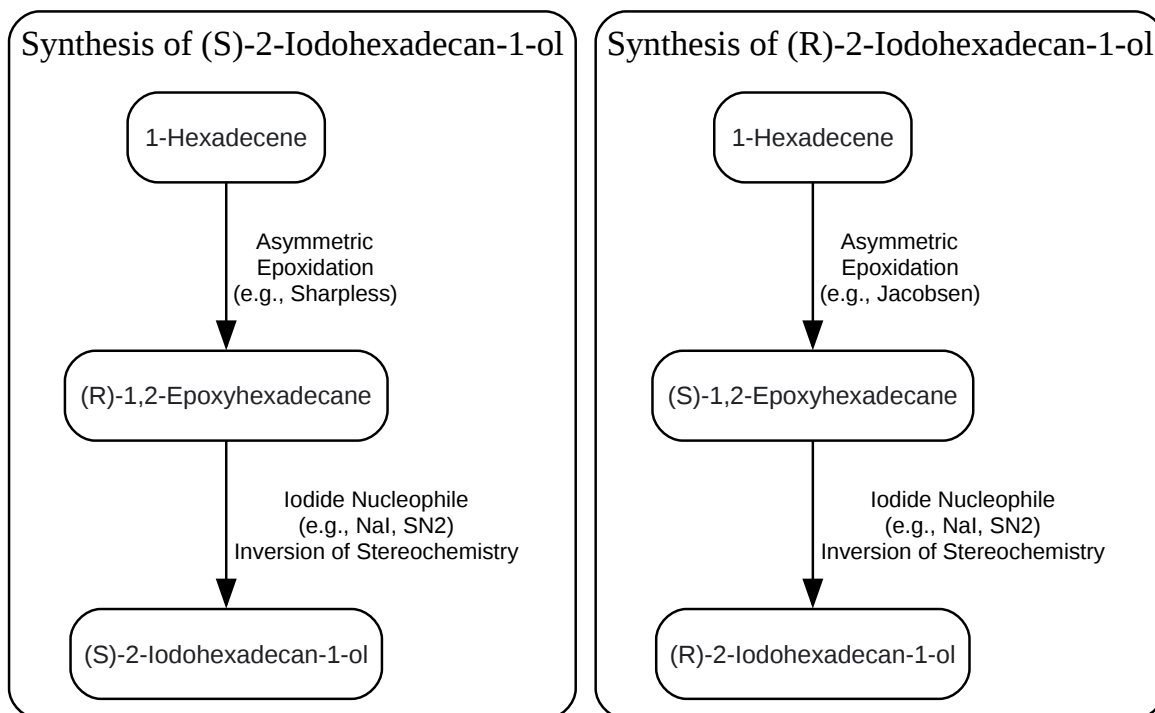 Synthesis of (S)-2-Iodohexadecan-1-ol
1-Hexadecene
Asymmetric
Epoxidation
(e.g., Sharpless)
(R)-1,2-Epoxyhexadecane
Iodide Nucleophile
(e.g., NaI, SN2)
Inversion of Stereochemistry
(S)-2-Iodohexadecan-1-ol
Synthesis of (R)-2-Iodohexadecan-1-ol
1-Hexadecene
Asymmetric
Epoxidation
(e.g., Jacobsen)
(S)-1,2-Epoxyhexadecane
Iodide Nucleophile
(e.g., NaI, SN2)
Inversion of Stereochemistry
(R)-2-Iodohexadecan-1-ol